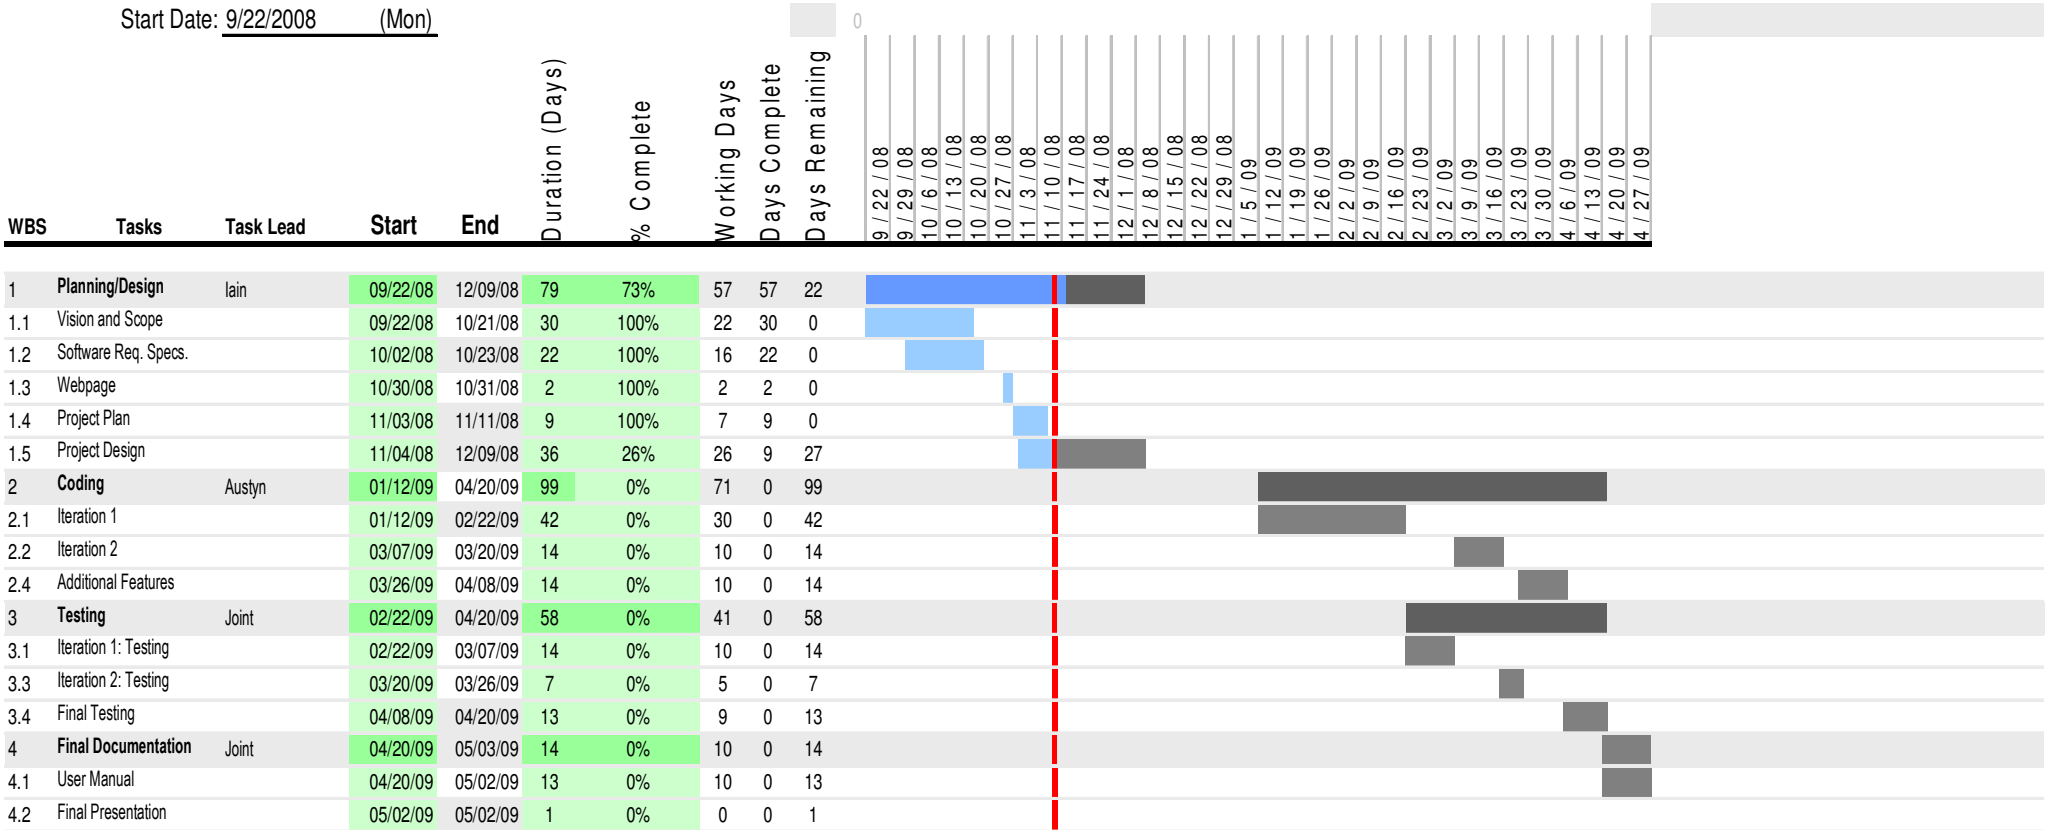 Start Date: 9/22/2008 (Mon) 0
WBS Tasks Task Lead Start End Duration (Days) % Complete Working Days Days Complete Days Remaining 9 / 22 / 08 9 / 29 / 08 10 / 6 / 08 10 / 13 / 08 10 / 20 / 08 10 / 27 / 08 11 / 3 / 08 11 / 10 / 08 11 / 17 / 08 11 / 24 / 08 12 / 1 / 08 12 / 8 / 08 12 / 15 / 08 12 / 22 / 08 12 / 29 / 08 1 / 5 / 09 1 / 12 / 09 1 / 19 / 09 1 / 26 / 09 2 / 2 / 09 2 / 9 / 09 2 / 16 / 09 2 / 23 / 09 3 / 2 / 09 3 / 9 / 09 3 / 16 / 09 3 / 23 / 09 3 / 30 / 09 4 / 6 / 09 4 / 13 / 09 4 / 20 / 09 4 / 27 / 09
1 Planning/Design Iain 09/22/08 12/09/08 79 73% 57 57 22
1.1 Vision and Scope 09/22/08 10/21/08 30 100% 22 30 0
1.2 Software Req. Specs. 10/02/08 10/23/08 22 100% 16 22 0
1.3 Webpage 10/30/08 10/31/08 2 100% 2 2 0
1.4 Project Plan 11/03/08 11/11/08 9 100% 7 9 0
1.5 Project Design 11/04/08 12/09/08 36 26% 26 9 27
2 Coding Austyn 01/12/09 04/20/09 99 0% 71 0 99
2.1 Iteration 1 01/12/09 02/22/09 42 0% 30 0 42
2.2 Iteration 2 03/07/09 03/20/09 14 0% 10 0 14
2.4 Additional Features 03/26/09 04/08/09 14 0% 10 0 14
3 Testing Joint 02/22/09 04/20/09 58 0% 41 0 58
3.1 Iteration 1: Testing 02/22/09 03/07/09 14 0% 10 0 14
3.3 Iteration 2: Testing 03/20/09 03/26/09 7 0% 5 0 7
3.4 Final Testing 04/08/09 04/20/09 13 0% 9 0 13
4 Final Documentation Joint 04/20/09 05/03/09 14 0% 10 0 14
4.1 User Manual 04/20/09 05/02/09 13 0% 10 0 13
4.2 Final Presentation 05/02/09 05/02/09 1 0% 0 0 1